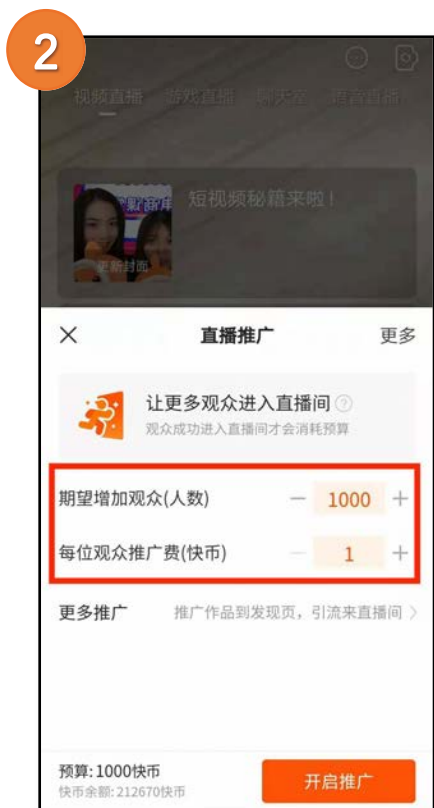 2
视频直播 游戏直播 聊天室 语音直播
短视频秘籍来啦！
更新封面
直播推广 更多
让更多观众进入直播间
观众成功进入直播间才会消耗预算
期望增加观众(人数) － 1000 ＋
每位观众推广费(快币) － 1 ＋
更多推广 推广作品到发现页，引流来直播间 >
预算: 1000快币
快币余额: 212670快币
开启推广